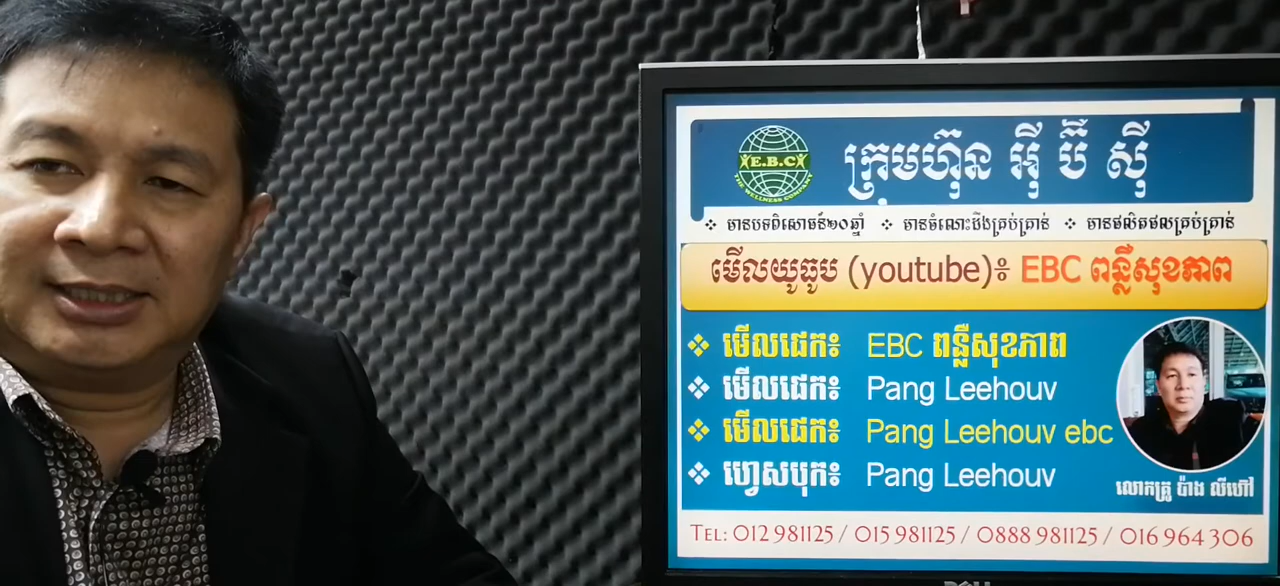 E.B.C
THE WELLNESS COMPANY
ក្រុមហ៊ុន អ៊ី ប៊ី ស៊ី
❖ មានបទពិសោធន៍២០ឆ្នាំ ❖ មានចំណេះដឹងគ្រប់គ្រាន់ ❖ មានផលិតផលគ្រប់គ្រាន់
មើលយូធូប (youtube)៖ EBC ពន្លឺសុខភាព
❖ មើលផេក៖ EBC ពន្លឺសុខភាព
❖ មើលផេក៖ Pang Leehouv
❖ មើលផេក៖ Pang Leehouv ebc
❖ ហ្វេសបុក៖ Pang Leehouv
លោកគ្រូ ប៉ាង លីហ៊ៅ
TEL: 012 981125 / 015 981125 / 0888 981125 / 016 964 306